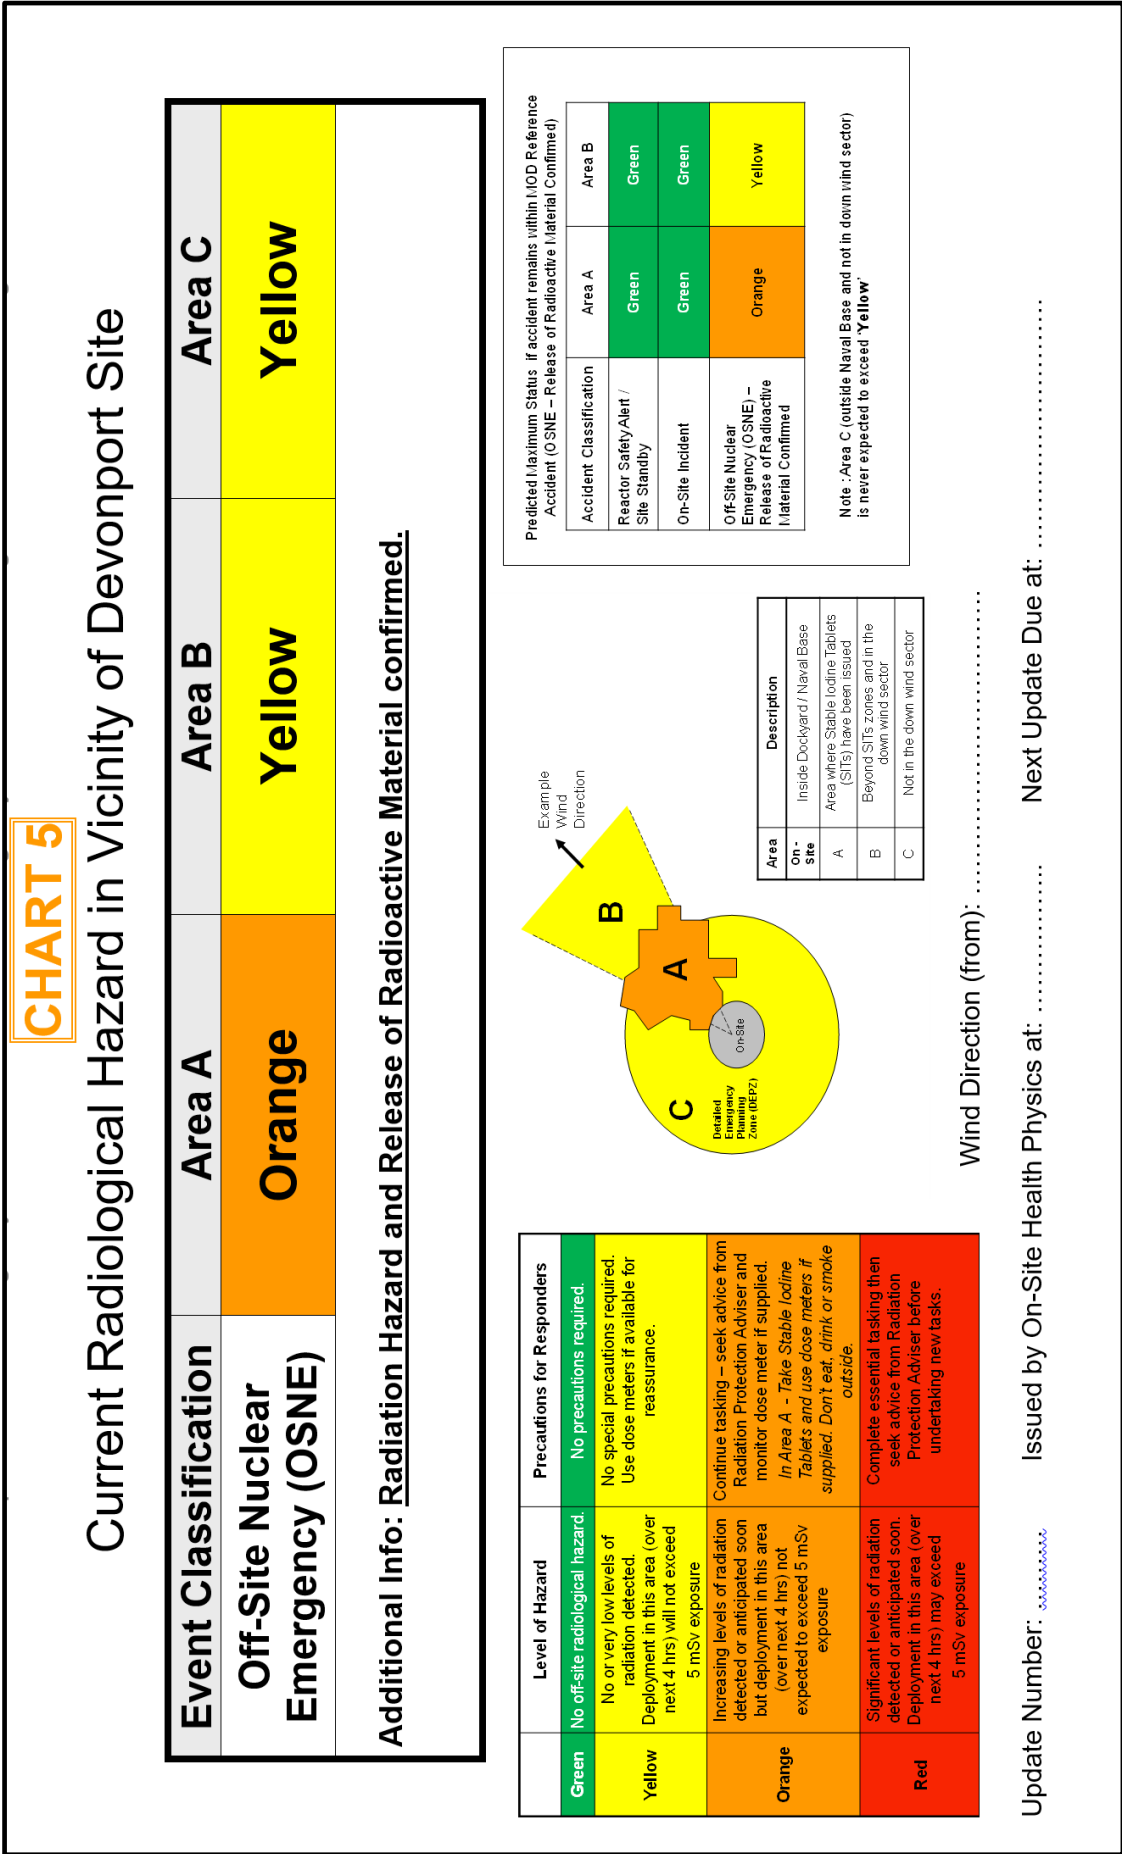 CHART 5
Current Radiological Hazard in Vicinity of Devonport Site
Event Classification
Area A
Area B
Area C
Off-Site Nuclear
Emergency (OSNE)
Orange
Yellow
Yellow
Additional Info: Radiation Hazard and Release of Radioactive Material confirmed.
Level of Hazard
Precautions for Responders
Green
No off-site radiological hazard.
No precautions required.
Yellow
No or very low levels of
radiation detected.
Deployment in this area (over
next 4 hrs) will not exceed
5 mSv exposure
No special precautions required.
Use dose meters if available for
reassurance.
Orange
Increasing levels of radiation
detected or anticipated soon
but deployment in this area
(over next 4 hrs) not
expected to exceed 5 mSv
exposure
Continue tasking – seek advice from
Radiation Protection Adviser and
monitor dose meter if supplied.
In Area A - Take Stable Iodine
Tablets and use dose meters if
supplied. Don't eat, drink or smoke
outside.
Red
Significant levels of radiation
detected or anticipated soon.
Deployment in this area (over
next 4 hrs) may exceed
5 mSv exposure
Complete essential tasking then
seek advice from Radiation
Protection Adviser before
undertaking new tasks.
Example
Wind
Direction
B
A
C
On-Site
Detailed
Emergency
Planning
Zone (DEPZ)
Area
Description
On -
Site
Inside Dockyard / Naval Base
A
Area where Stable Iodine Tablets
(SITs) have been issued
B
Beyond SITs zones and in the
down wind sector
C
Not in the down wind sector
Predicted Maximum Status if accident remains within MOD Reference
Accident (OSNE – Release of Radioactive Material Confirmed)
Accident Classification
Area A
Area B
Reactor Safety Alert /
Site Standby
Green
Green
On-Site Incident
Green
Green
Off-Site Nuclear
Emergency (OSNE) –
Release of Radioactive
Material Confirmed
Orange
Yellow
Note : Area C (outside Naval Base and not in down wind sector)
is never expected to exceed 'Yellow'
Wind Direction (from): ..........................................
Update Number: .........
Issued by On-Site Health Physics at: ..................
Next Update Due at: ..................................